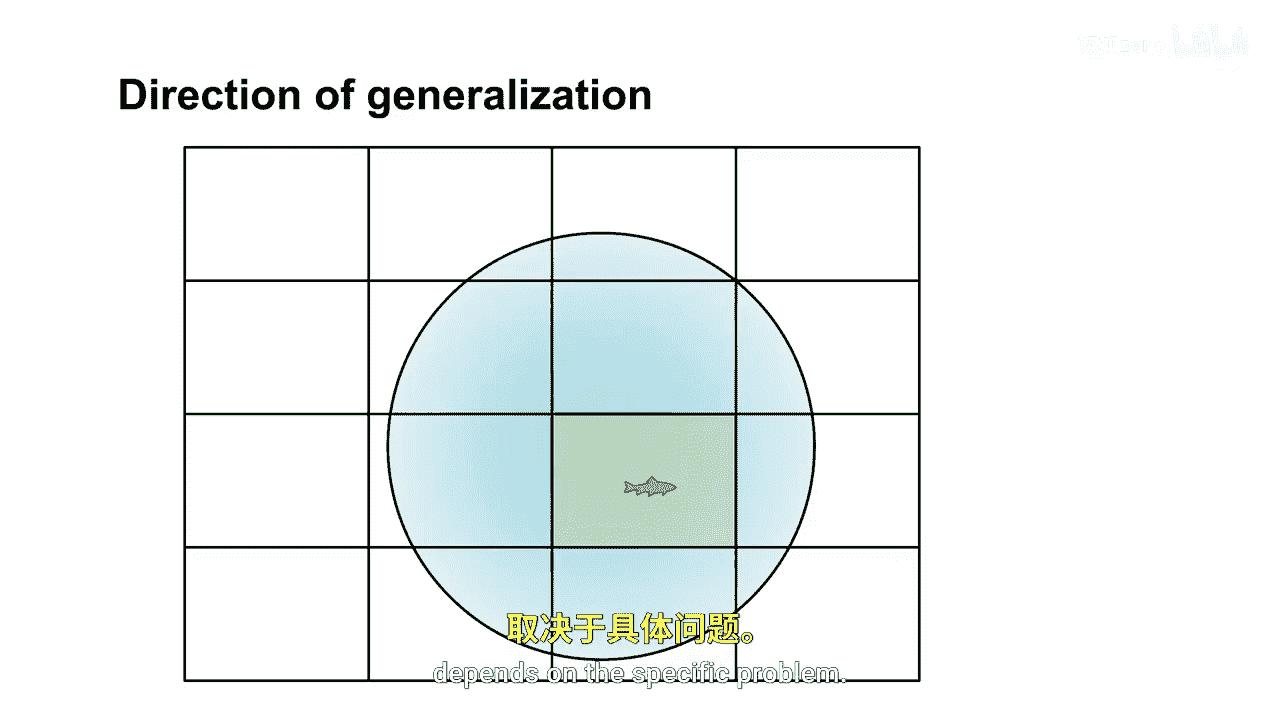 Direction of generalization
取决于具体问题。
depends on the specific problem.